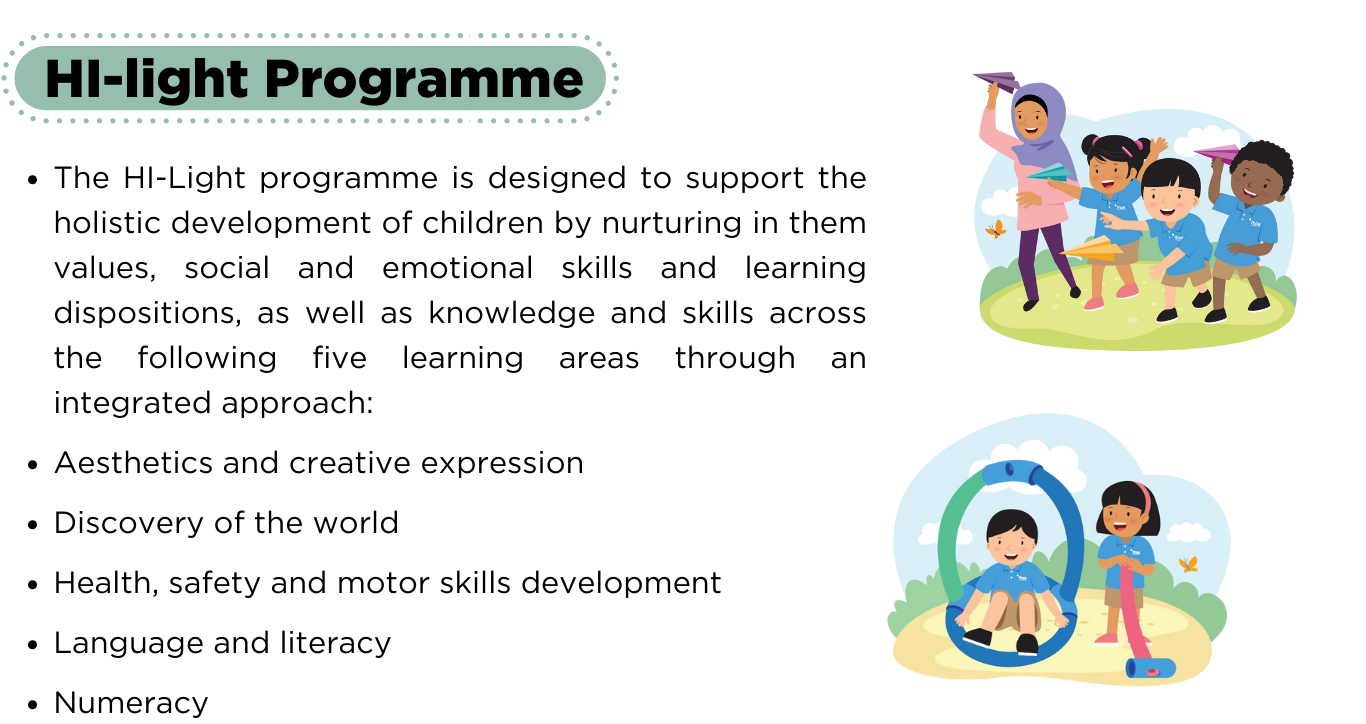 HI-light Programme
• The HI-Light programme is designed to support the
holistic development of children by nurturing in them
values, social and emotional skills and learning
dispositions, as well as knowledge and skills across
the following five learning areas through an
integrated approach:
• Aesthetics and creative expression
• Discovery of the world
• Health, safety and motor skills development
• Language and literacy
• Numeracy